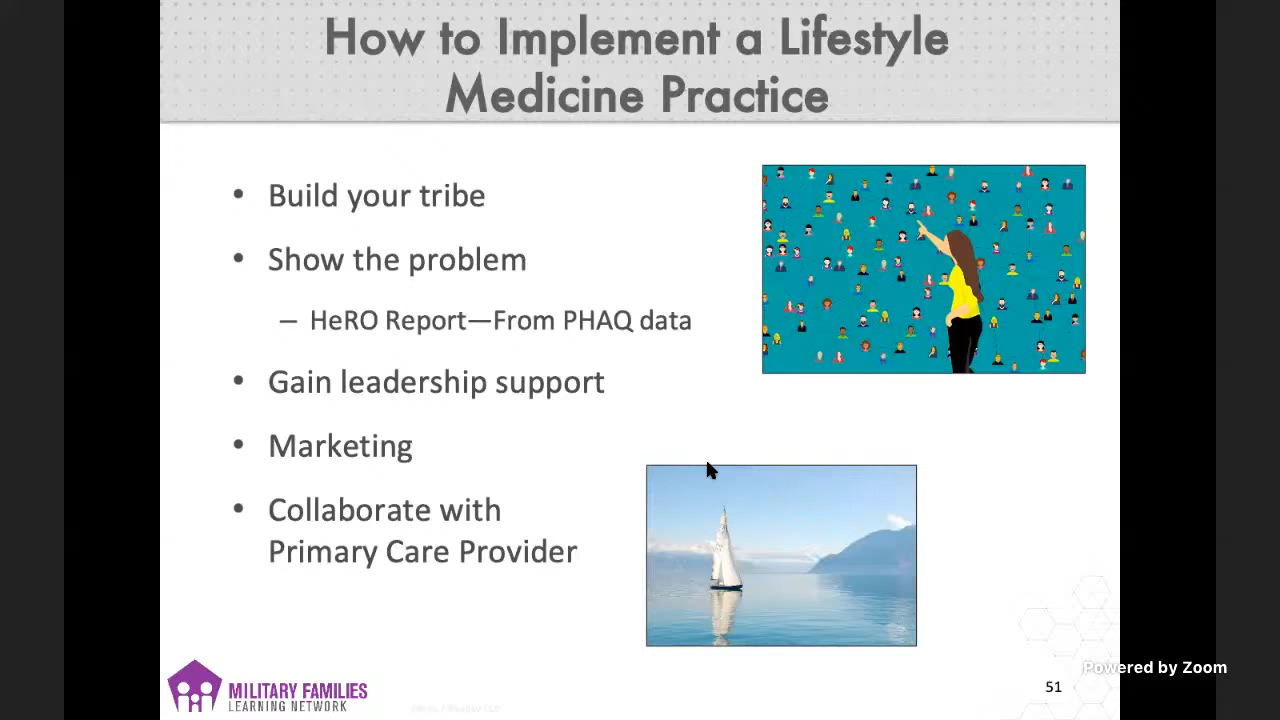 How to Implement a Lifestyle
Medicine Practice
• Build your tribe
• Show the problem
– HeRO Report—From PHAQ data
• Gain leadership support
• Marketing
• Collaborate with
Primary Care Provider
MILITARY FAMILIES
LEARNING NETWORK
51
Powered by Zoom